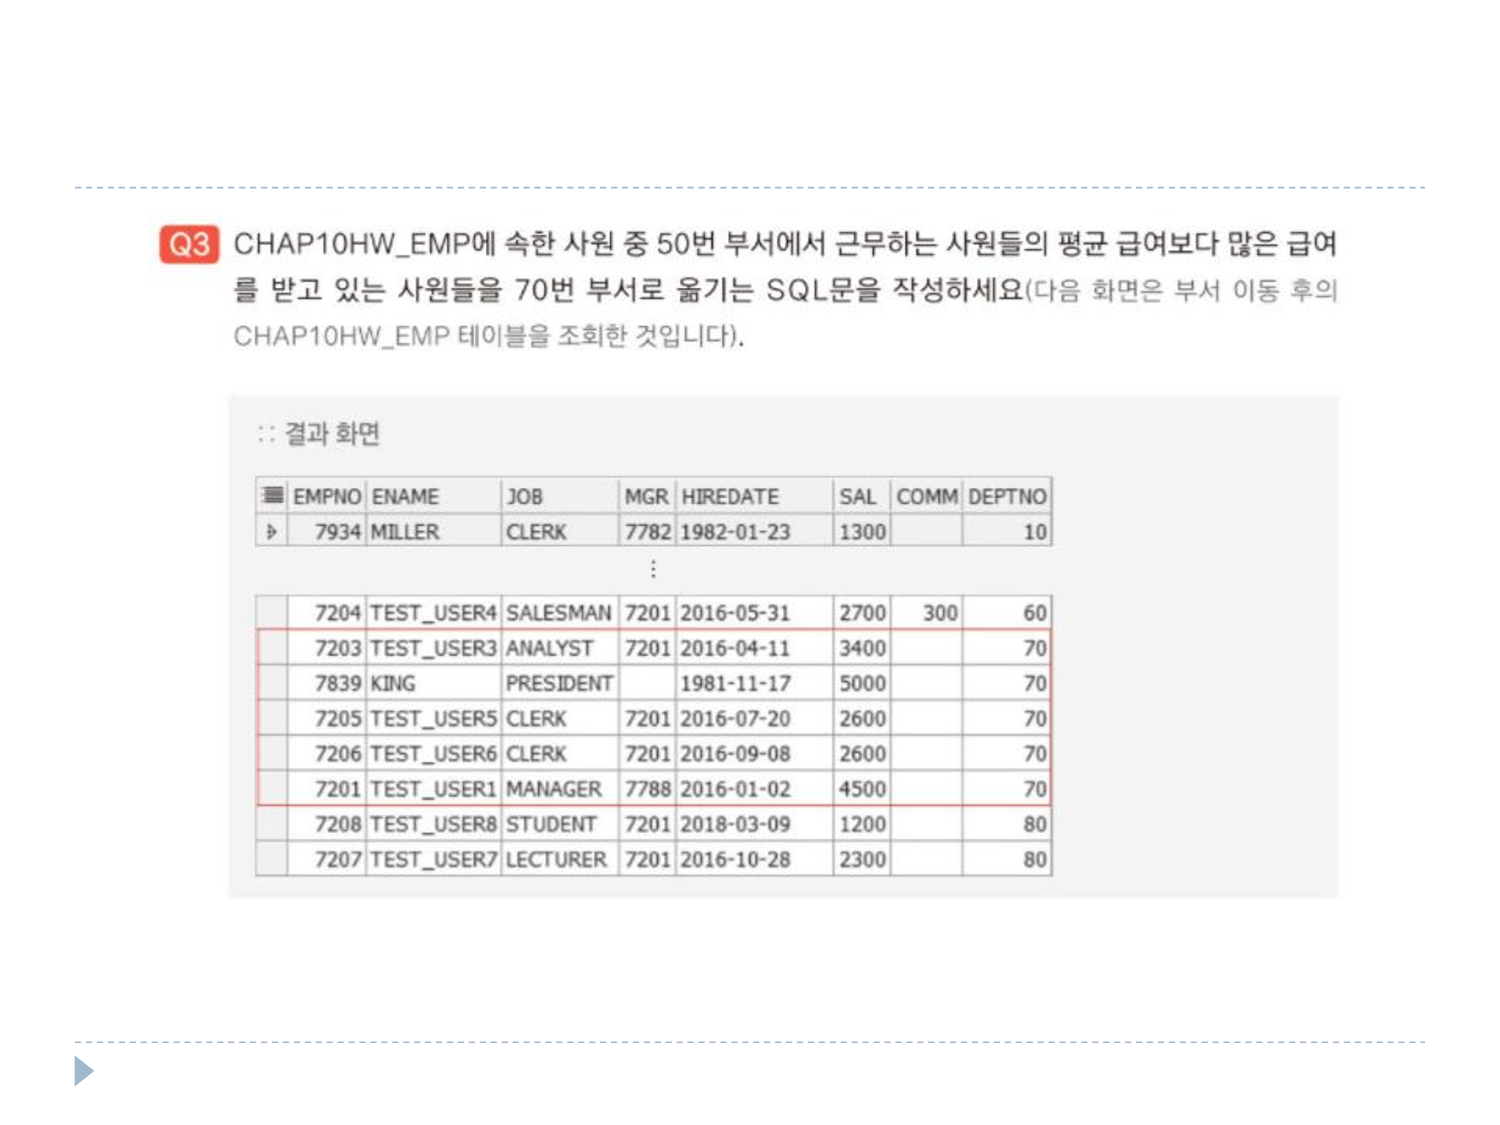 Q3 CHAP10HW_EMP에 속한 사원 중 50번 부서에서 근무하는 사원들의 평균 급여보다 많은 급여
를 받고 있는 사원들을 70번 부서로 옮기는 SQL문을 작성하세요(다음 화면은 부서 이동 후의
CHAP10HW_EMP 테이블을 조회한 것입니다).
:: 결과 화면
EMPNO ENAME JOB MGR HIREDATE SAL COMM DEPTNO
7934 MILLER CLERK 7782 1982-01-23 1300 10
⋮
7204 TEST_USER4 SALESMAN 7201 2016-05-31 2700 300 60
7203 TEST_USER3 ANALYST 7201 2016-04-11 3400 70
7839 KING PRESIDENT 1981-11-17 5000 70
7205 TEST_USER5 CLERK 7201 2016-07-20 2600 70
7206 TEST_USER6 CLERK 7201 2016-09-08 2600 70
7201 TEST_USER1 MANAGER 7788 2016-01-02 4500 70
7208 TEST_USER8 STUDENT 7201 2018-03-09 1200 80
7207 TEST_USER7 LECTURER 7201 2016-10-28 2300 80